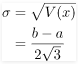 σ = √V(x)
= (b − a) / (2√3)